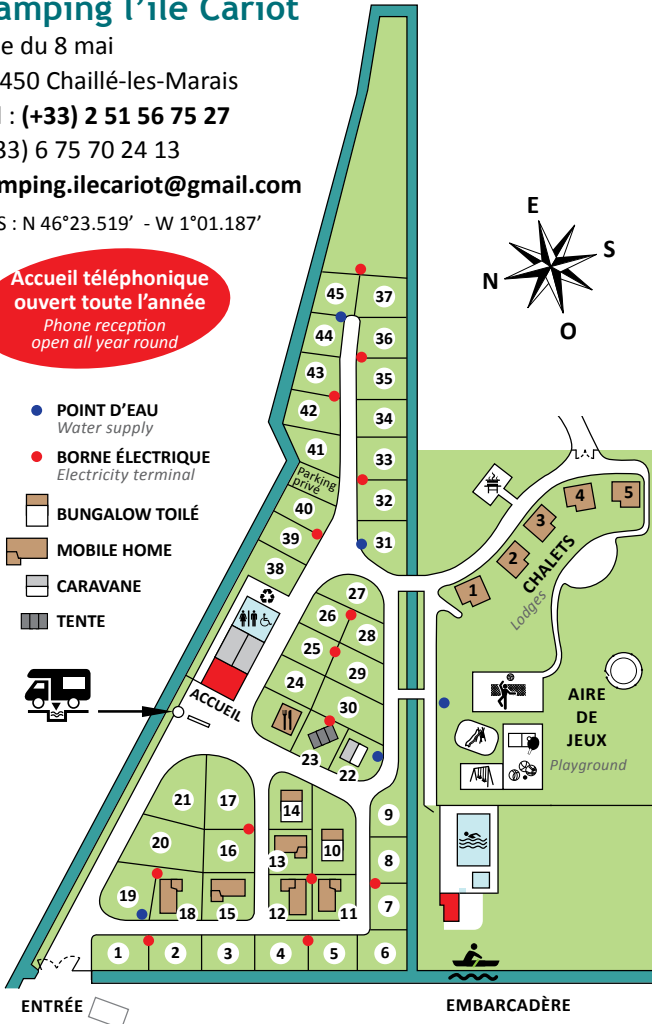 amping l'île Cariot
e du 8 mai
450 Chaillé-les-Marais
l : (+33) 2 51 56 75 27
33) 6 75 70 24 13
mping.ilecariot@gmail.com
S : N 46°23.519’ - W 1°01.187’
Accueil téléphonique
ouvert toute l’année
Phone reception
open all year round
POINT D’EAU
Water supply
BORNE ÉLECTRIQUE
Electricity terminal
BUNGALOW TOILÉ
MOBILE HOME
CARAVANE
TENTE
E
S
N
O
45
37
44
36
43
35
42
34
41
33
Parking
privé
32
40
39
31
38
27
26
28
25
29
24
30
23
22
ACCUEIL
1
2
3
4
5
CHALETS
Lodges
AIRE
DE
JEUX
Playground
21
17
14
9
20
16
13
10
8
19
18
15
12
11
7
1
2
3
4
5
6
ENTRÉE
EMBARCADÈRE